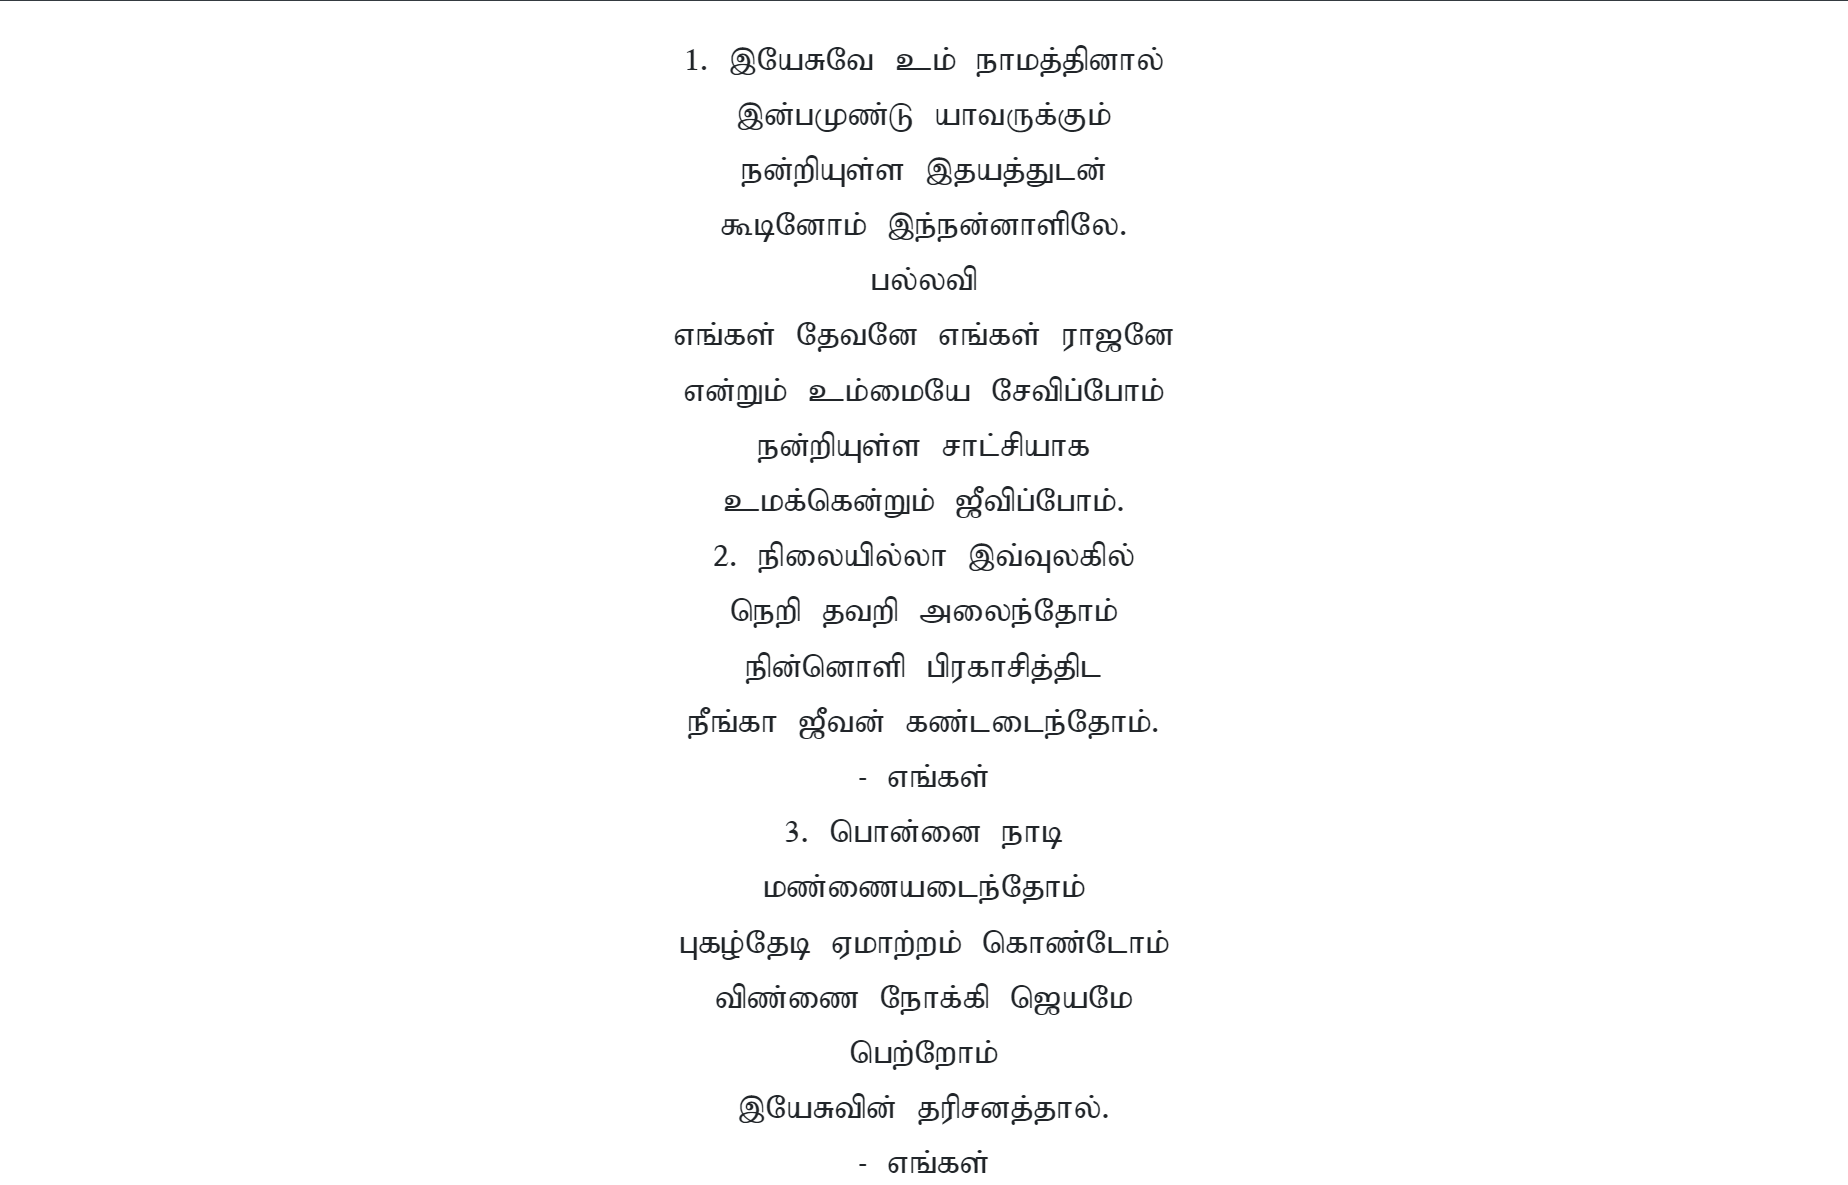 1. இயேசுவே உம் நாமத்தினால்
இன்பமுண்டு யாவருக்கும்
நன்றியுள்ள இதயத்துடன்
கூடினோம் இந்நன்னாளிலே.
பல்லவி
எங்கள் தேவனே எங்கள் ராஜனே
என்றும் உம்மையே சேவிப்போம்
நன்றியுள்ள சாட்சியாக
உமக்கென்றும் ஜீவிப்போம்.
2. நிலையில்லா இவ்வுலகில்
நெறி தவறி அலைந்தோம்
நின்னொளி பிரகாசித்திட
நீங்கா ஜீவன் கண்டடைந்தோம்.
- எங்கள்
3. பொன்னை நாடி
மண்ணையடைந்தோம்
புகழ்தேடி ஏமாற்றம் கொண்டோம்
விண்ணை நோக்கி ஜெயமே
பெற்றோம்
இயேசுவின் தரிசனத்தால்.
- எங்கள்